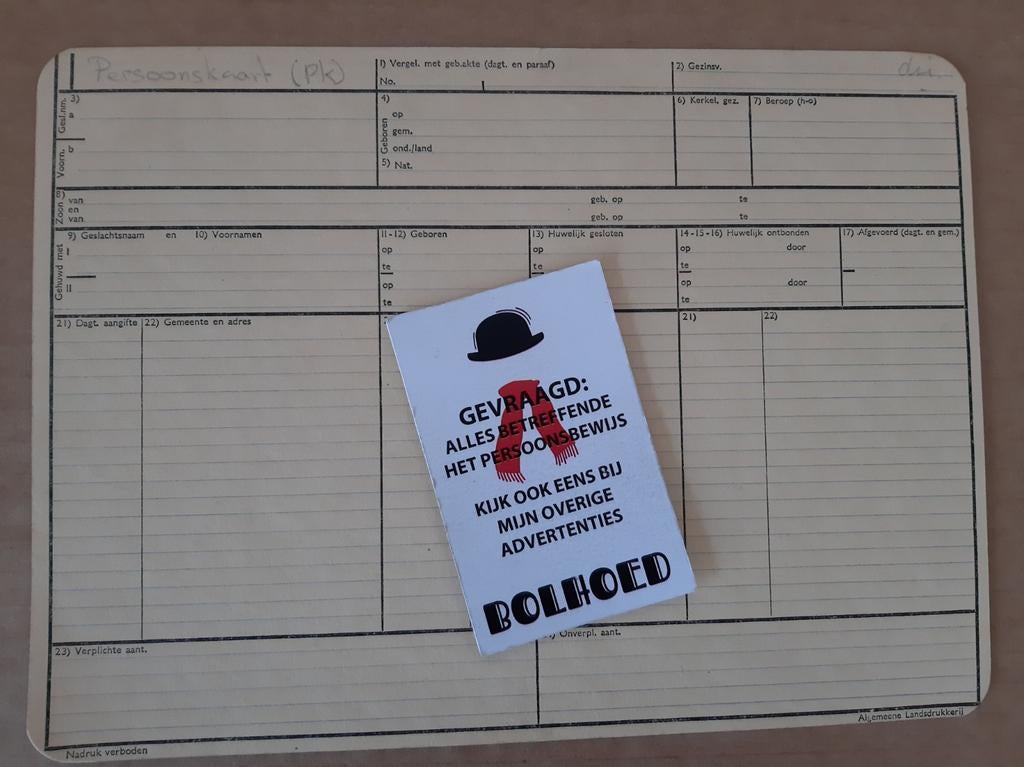 Persoonskaart (PK)
1) Vergel. met geb.akte (dagt. en paraaf)
No.
2) Gezinsv.
3)
Gesl.nm. a
Voorn. b
4)
Geboren
op
gem.
ond./land
5) Nat.
6) Kerkel. gez.
7) Beroep (h-o)
8)
Zoon van geb. op te
en
van geb. op te
Gehuwd met
9) Geslachtsnaam en 10) Voornamen
I
II
11-12) Geboren
op
te
op
te
13) Huwelijk gesloten
op
te
14-15-16) Huwelijk ontbonden
op door
te
op door
te
17) Afgevoerd (dagt. en gem.)
21) Dagt. aangifte 22) Gemeente en adres
21) 22)
GEVRAAGD:
ALLES BETREFFENDE
HET PERSOONSBEWIJS
KIJK OOK EENS BIJ
MIJN OVERIGE
ADVERTENTIES
BOLHOED
23) Verplichte aant.
Onverpl. aant.
Nadruk verboden
Algemene Landsdrukkerij